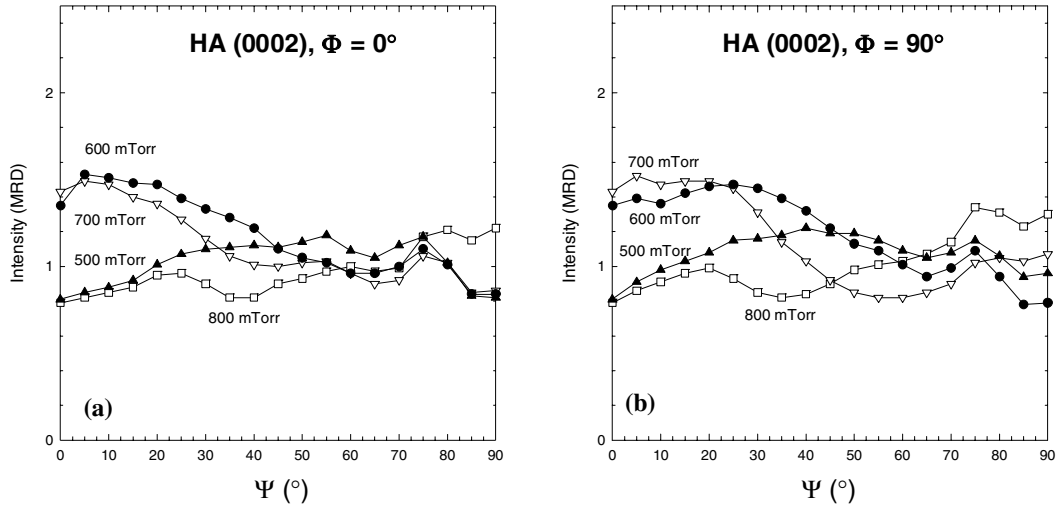 HA (0002), Φ = 0°
2
1
0
Intensity (MRD)
600 mTorr
700 mTorr
500 mTorr
800 mTorr
(a)
0 10 20 30 40 50 60 70 80 90
Ψ (°)
HA (0002), Φ = 90°
2
1
0
Intensity (MRD)
700 mTorr
600 mTorr
500 mTorr
800 mTorr
(b)
0 10 20 30 40 50 60 70 80 90
Ψ (°)